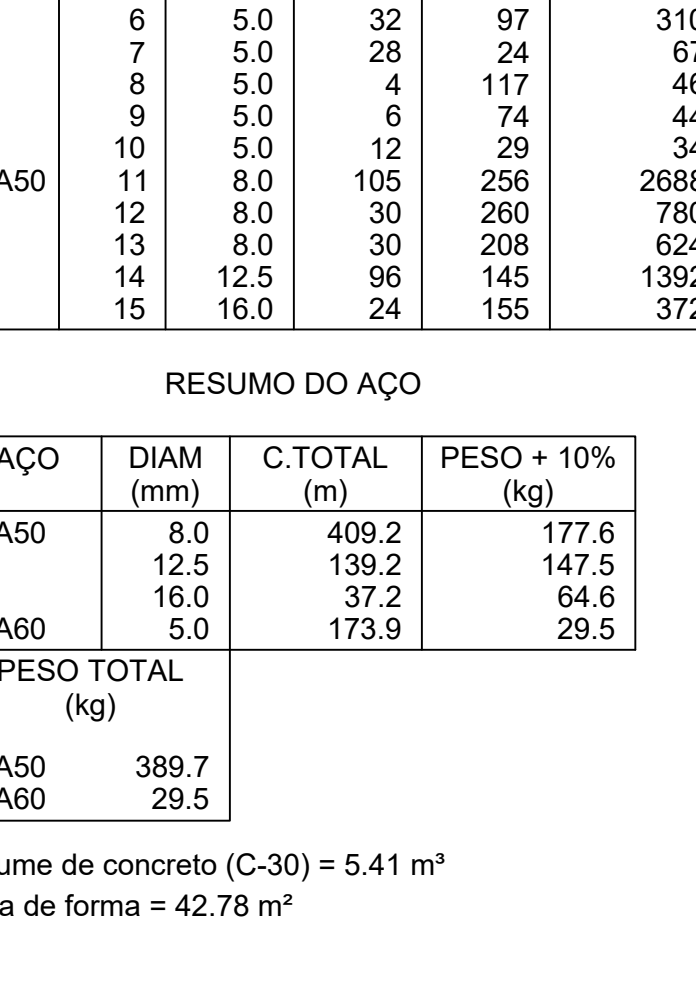 6 5.0 32 97 310
7 5.0 28 24 67
8 5.0 4 117 46
9 5.0 6 74 44
10 5.0 12 29 34
A50 11 8.0 105 256 2688
12 8.0 30 260 780
13 8.0 30 208 624
14 12.5 96 145 1392
15 16.0 24 155 372
RESUMO DO AÇO
AÇO DIAM C.TOTAL PESO + 10%
(mm) (m) (kg)
A50 8.0 409.2 177.6
12.5 139.2 147.5
16.0 37.2 64.6
A60 5.0 173.9 29.5
PESO TOTAL
(kg)
A50 389.7
A60 29.5
ume de concreto (C-30) = 5.41 m³
a de forma = 42.78 m²